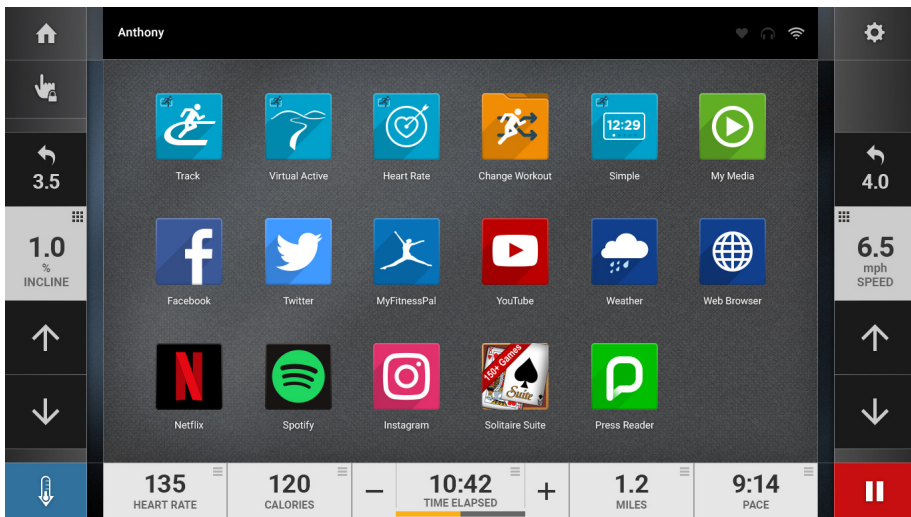 Anthony
3.5
4.0
1.0
%
INCLINE
6.5
mph
SPEED
12:29
Track
Virtual Active
Heart Rate
Change Workout
Simple
My Media
f
Facebook
Twitter
MyFitnessPal
YouTube
Weather
Web Browser
N
150+ Games
Suite
Netflix
Spotify
Instagram
Solitaire Suite
Press Reader
135
HEART RATE
120
CALORIES
−
10:42
TIME ELAPSED
+
1.2
MILES
9:14
PACE